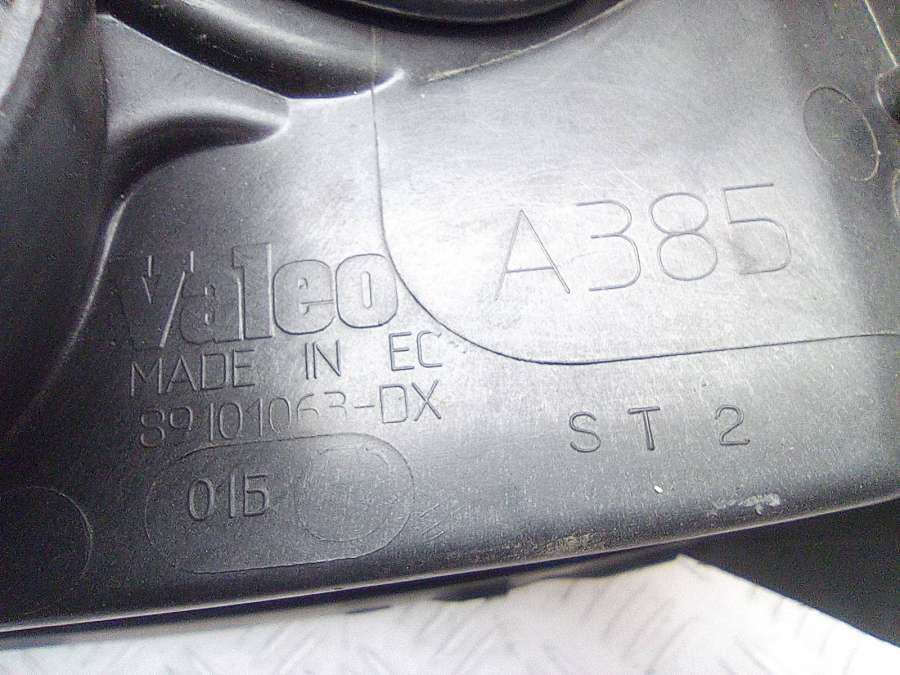 A385
Valeo
MADE IN EC
89101063-DX
ST 2
015